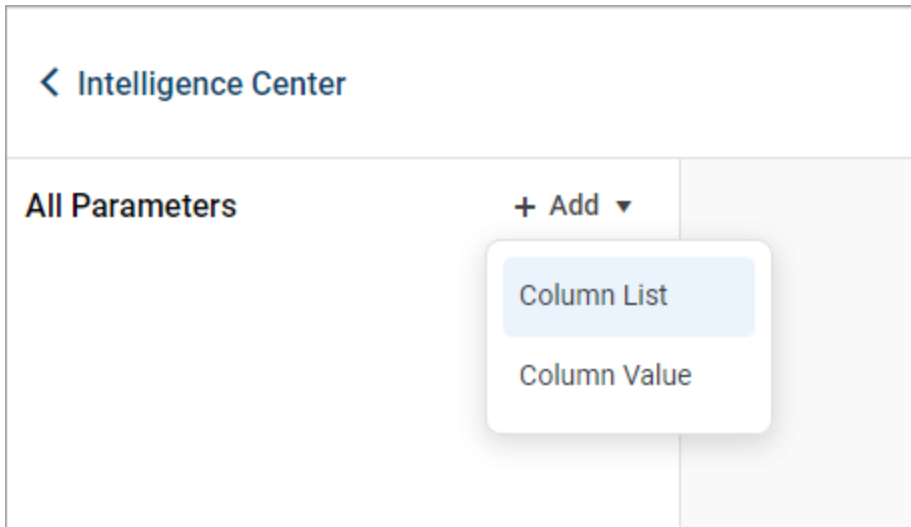 Intelligence Center
All Parameters + Add
Column List
Column Value